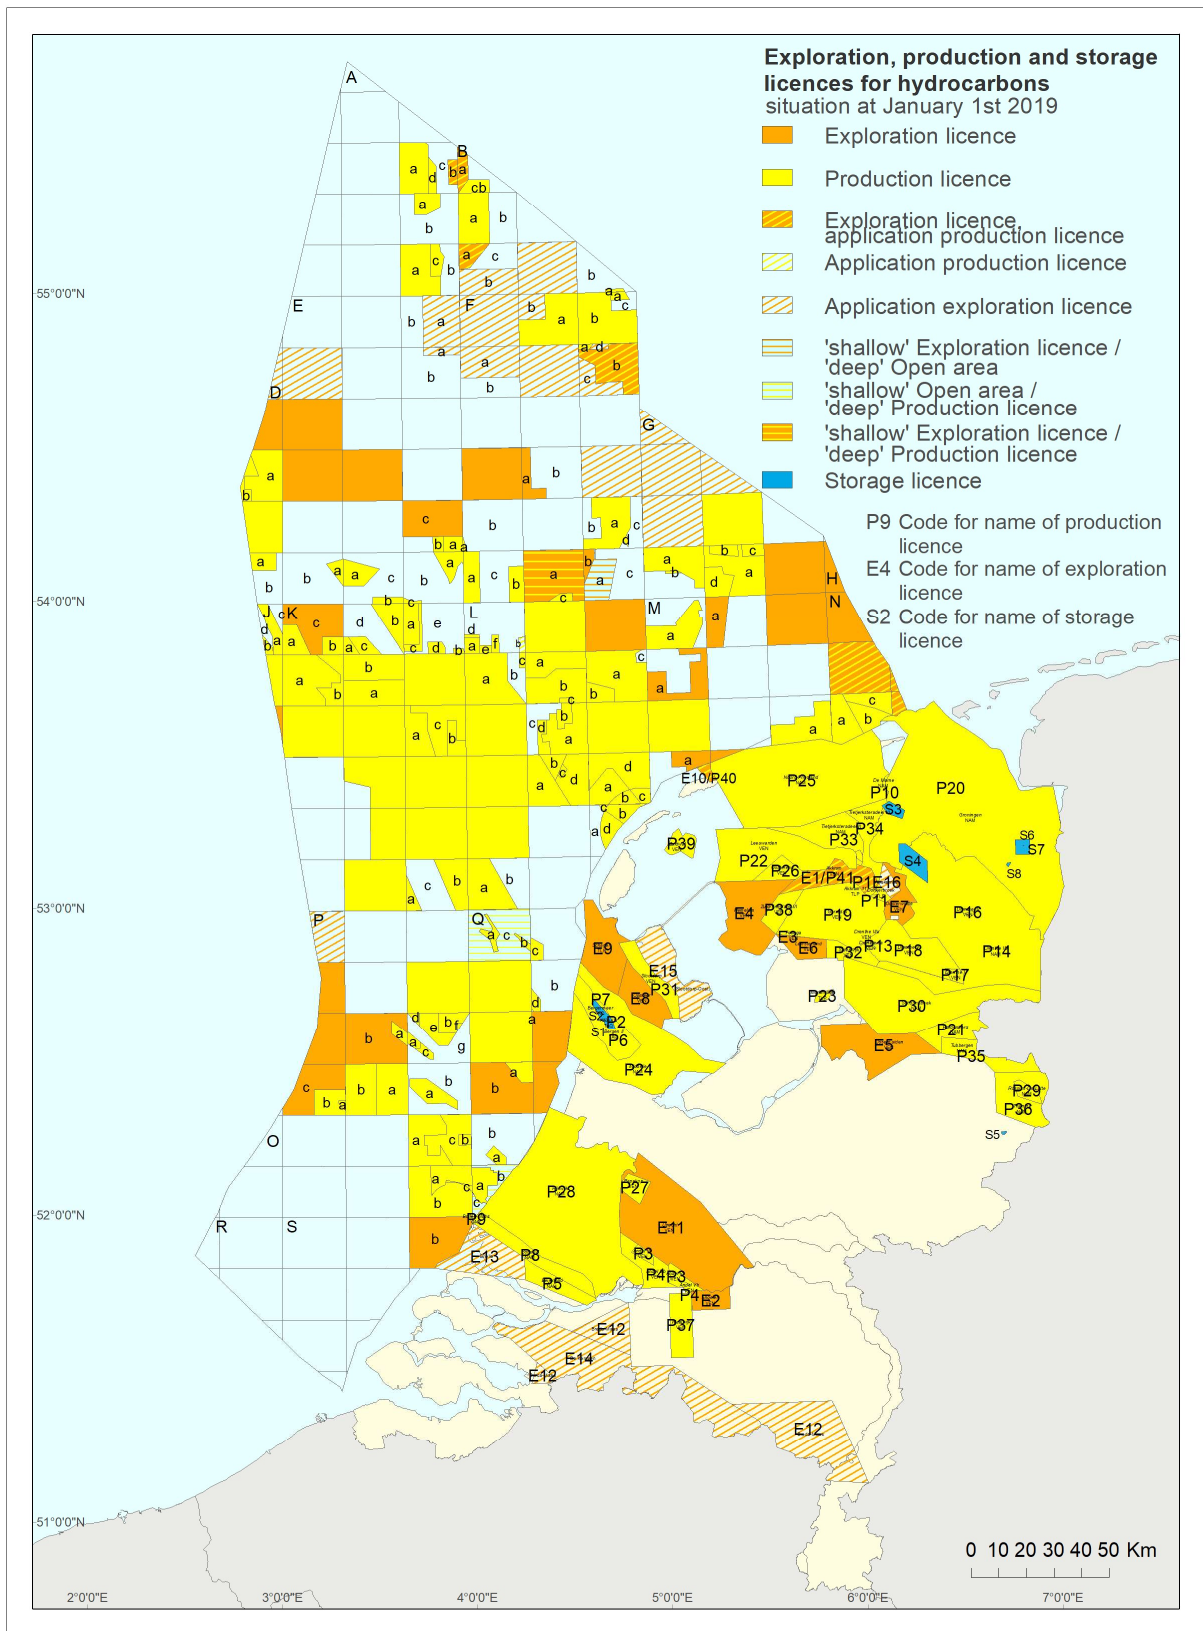 Exploration, production and storage
licences for hydrocarbons
situation at January 1st 2019
Exploration licence
Production licence
Exploration licence,
application production licence
Application production licence
Application exploration licence
'shallow' Exploration licence /
'deep' Open area
'shallow' Open area /
'deep' Production licence
'shallow' Exploration licence /
'deep' Production licence
Storage licence
P9 Code for name of production
licence
E4 Code for name of exploration
licence
S2 Code for name of storage
licence
A
B
a c b a
d
cb
a
a b
b
a c b a c
b
b
a a
c
55°0'0"N
E
F
b a b a b
a
a
b
b
a d
b
c
D
G
a
b
a b
c b b a c
d
b a a
a
b a a c b a c b
b a c
a b
b c
a
d
H
N
54°0'0"N
J c K
c
d
b c
b a e
L
d
M
a
a
d
b a a b a c c d b a e f b
c
a b
a
b
a
a
b
c
a
b
b
a
c
a b
a
c
b
a
c d
b
a
a
b
c d
a
d
a b c
a
E10/P40
P25
P10
P20
De Marne
Groningen
NAM
S3
P34
P33
S6
S7
S8
S4
c
b
a d
P39
Leeuwarden
VEN
P22
P26
E1/P41
P1
E16
P11
E7
P16
53°0'0"N
c b a b
a
E4
P38
P19
E3
E6
P32
P13
P18
P14
P17
P
Q
a c b
d
E9
E15
P31
E8
P7
S2
P2
S1
P6
P24
P23
P30
P21
Tubbergen
P35
E5
P29
P36
S5
b
d
a
d e b f
b a a c g
c b a b a
b
a
a
b
O
a c b b
a
a c a b
b c
52°0'0"N
R
S
b
P9
E13
P28
P27
E11
P8
P5
P3
P4
P3
P4
E2
P37
E12
E14
E12
E12
51°0'0"N
0 10 20 30 40 50 Km
2°0'0"E 3°0'0"E 4°0'0"E 5°0'0"E 6°0'0"E 7°0'0"E